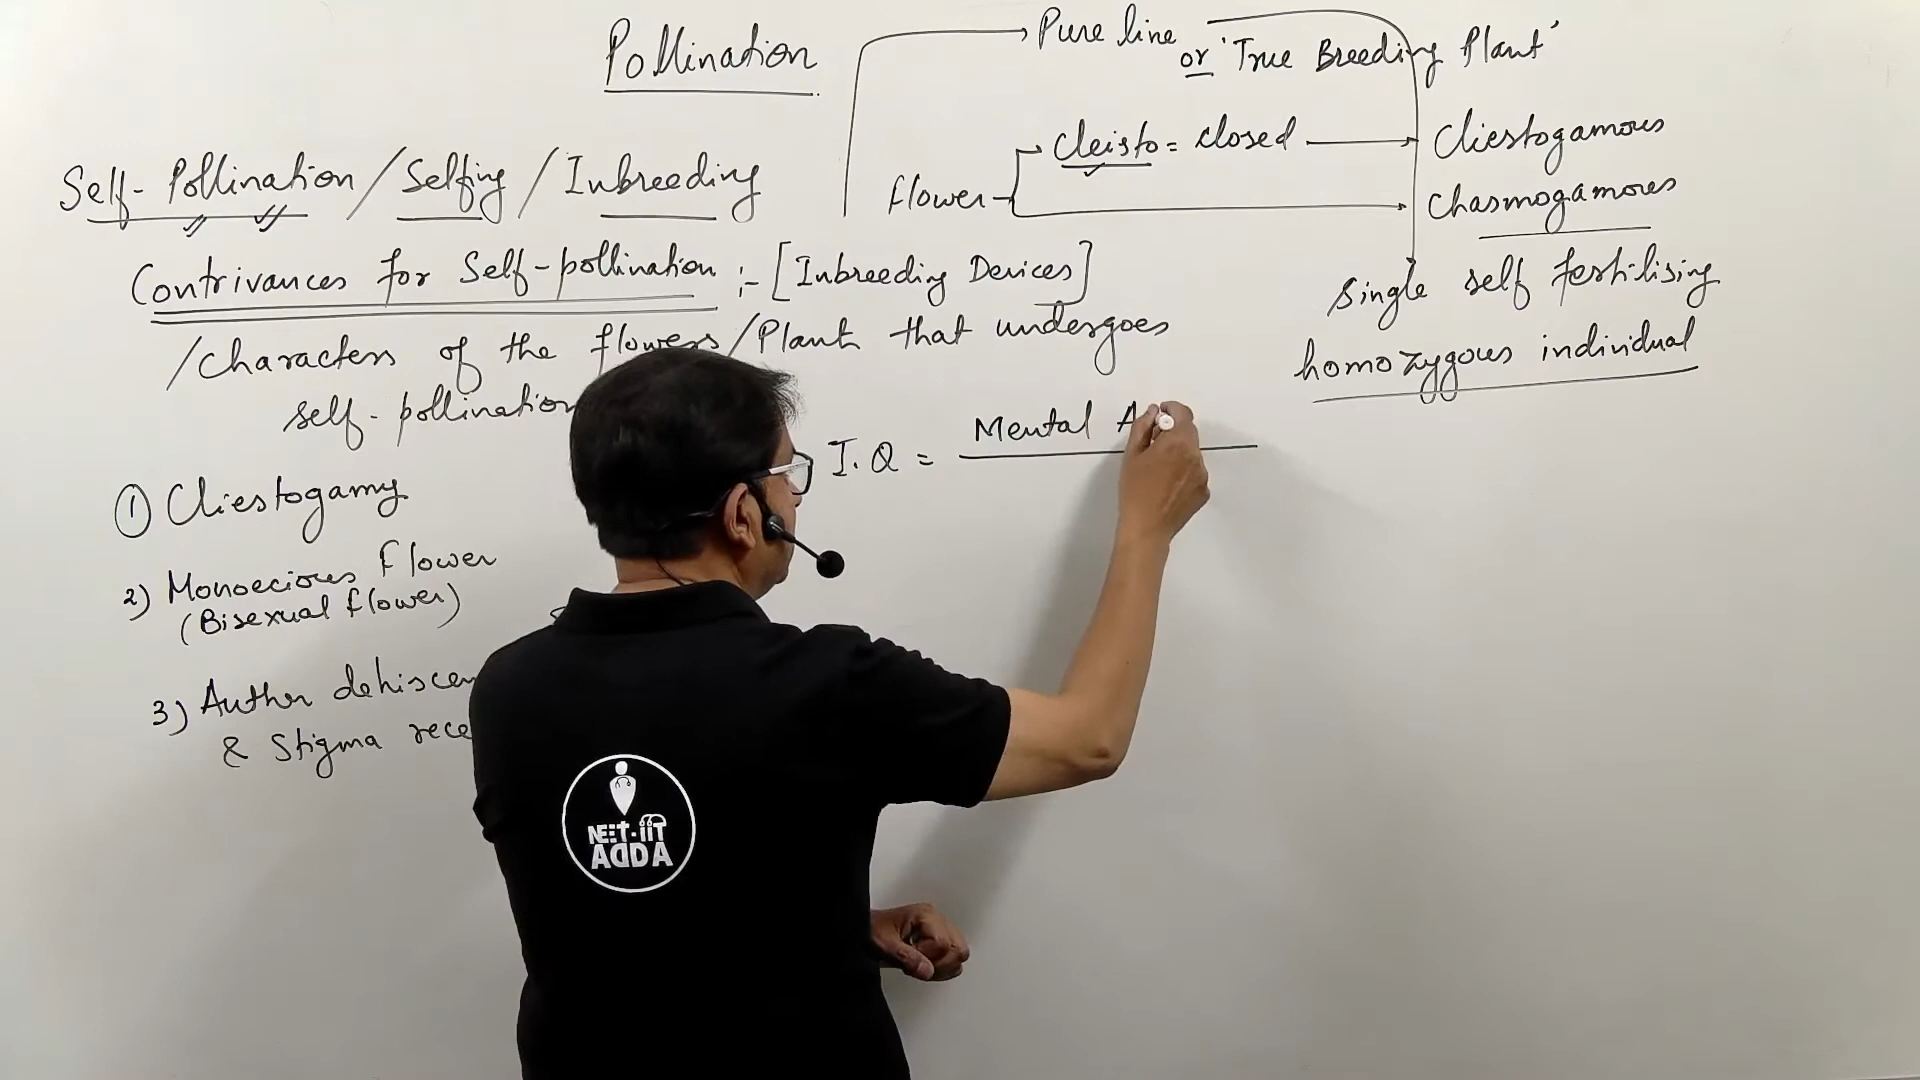 Pollination
Pure line
or 'True Breeding Plant'
Self-Pollination / Selfing / Inbreeding
Flower
Cleisto = closed
Cliestogamous
Chasmogamous
Contrivances for Self-pollination :- [Inbreeding Devices]
/characters of the flowers/Plant that undergoes
self-pollination
single self fertilising
homozygous individual
I.Q = Mental A
1 Cliestogamy
2) Monoecious flower
(Bisexual flower)
3) Anther dehiscen
& Stigma rece
NEET-IIT
ADDA